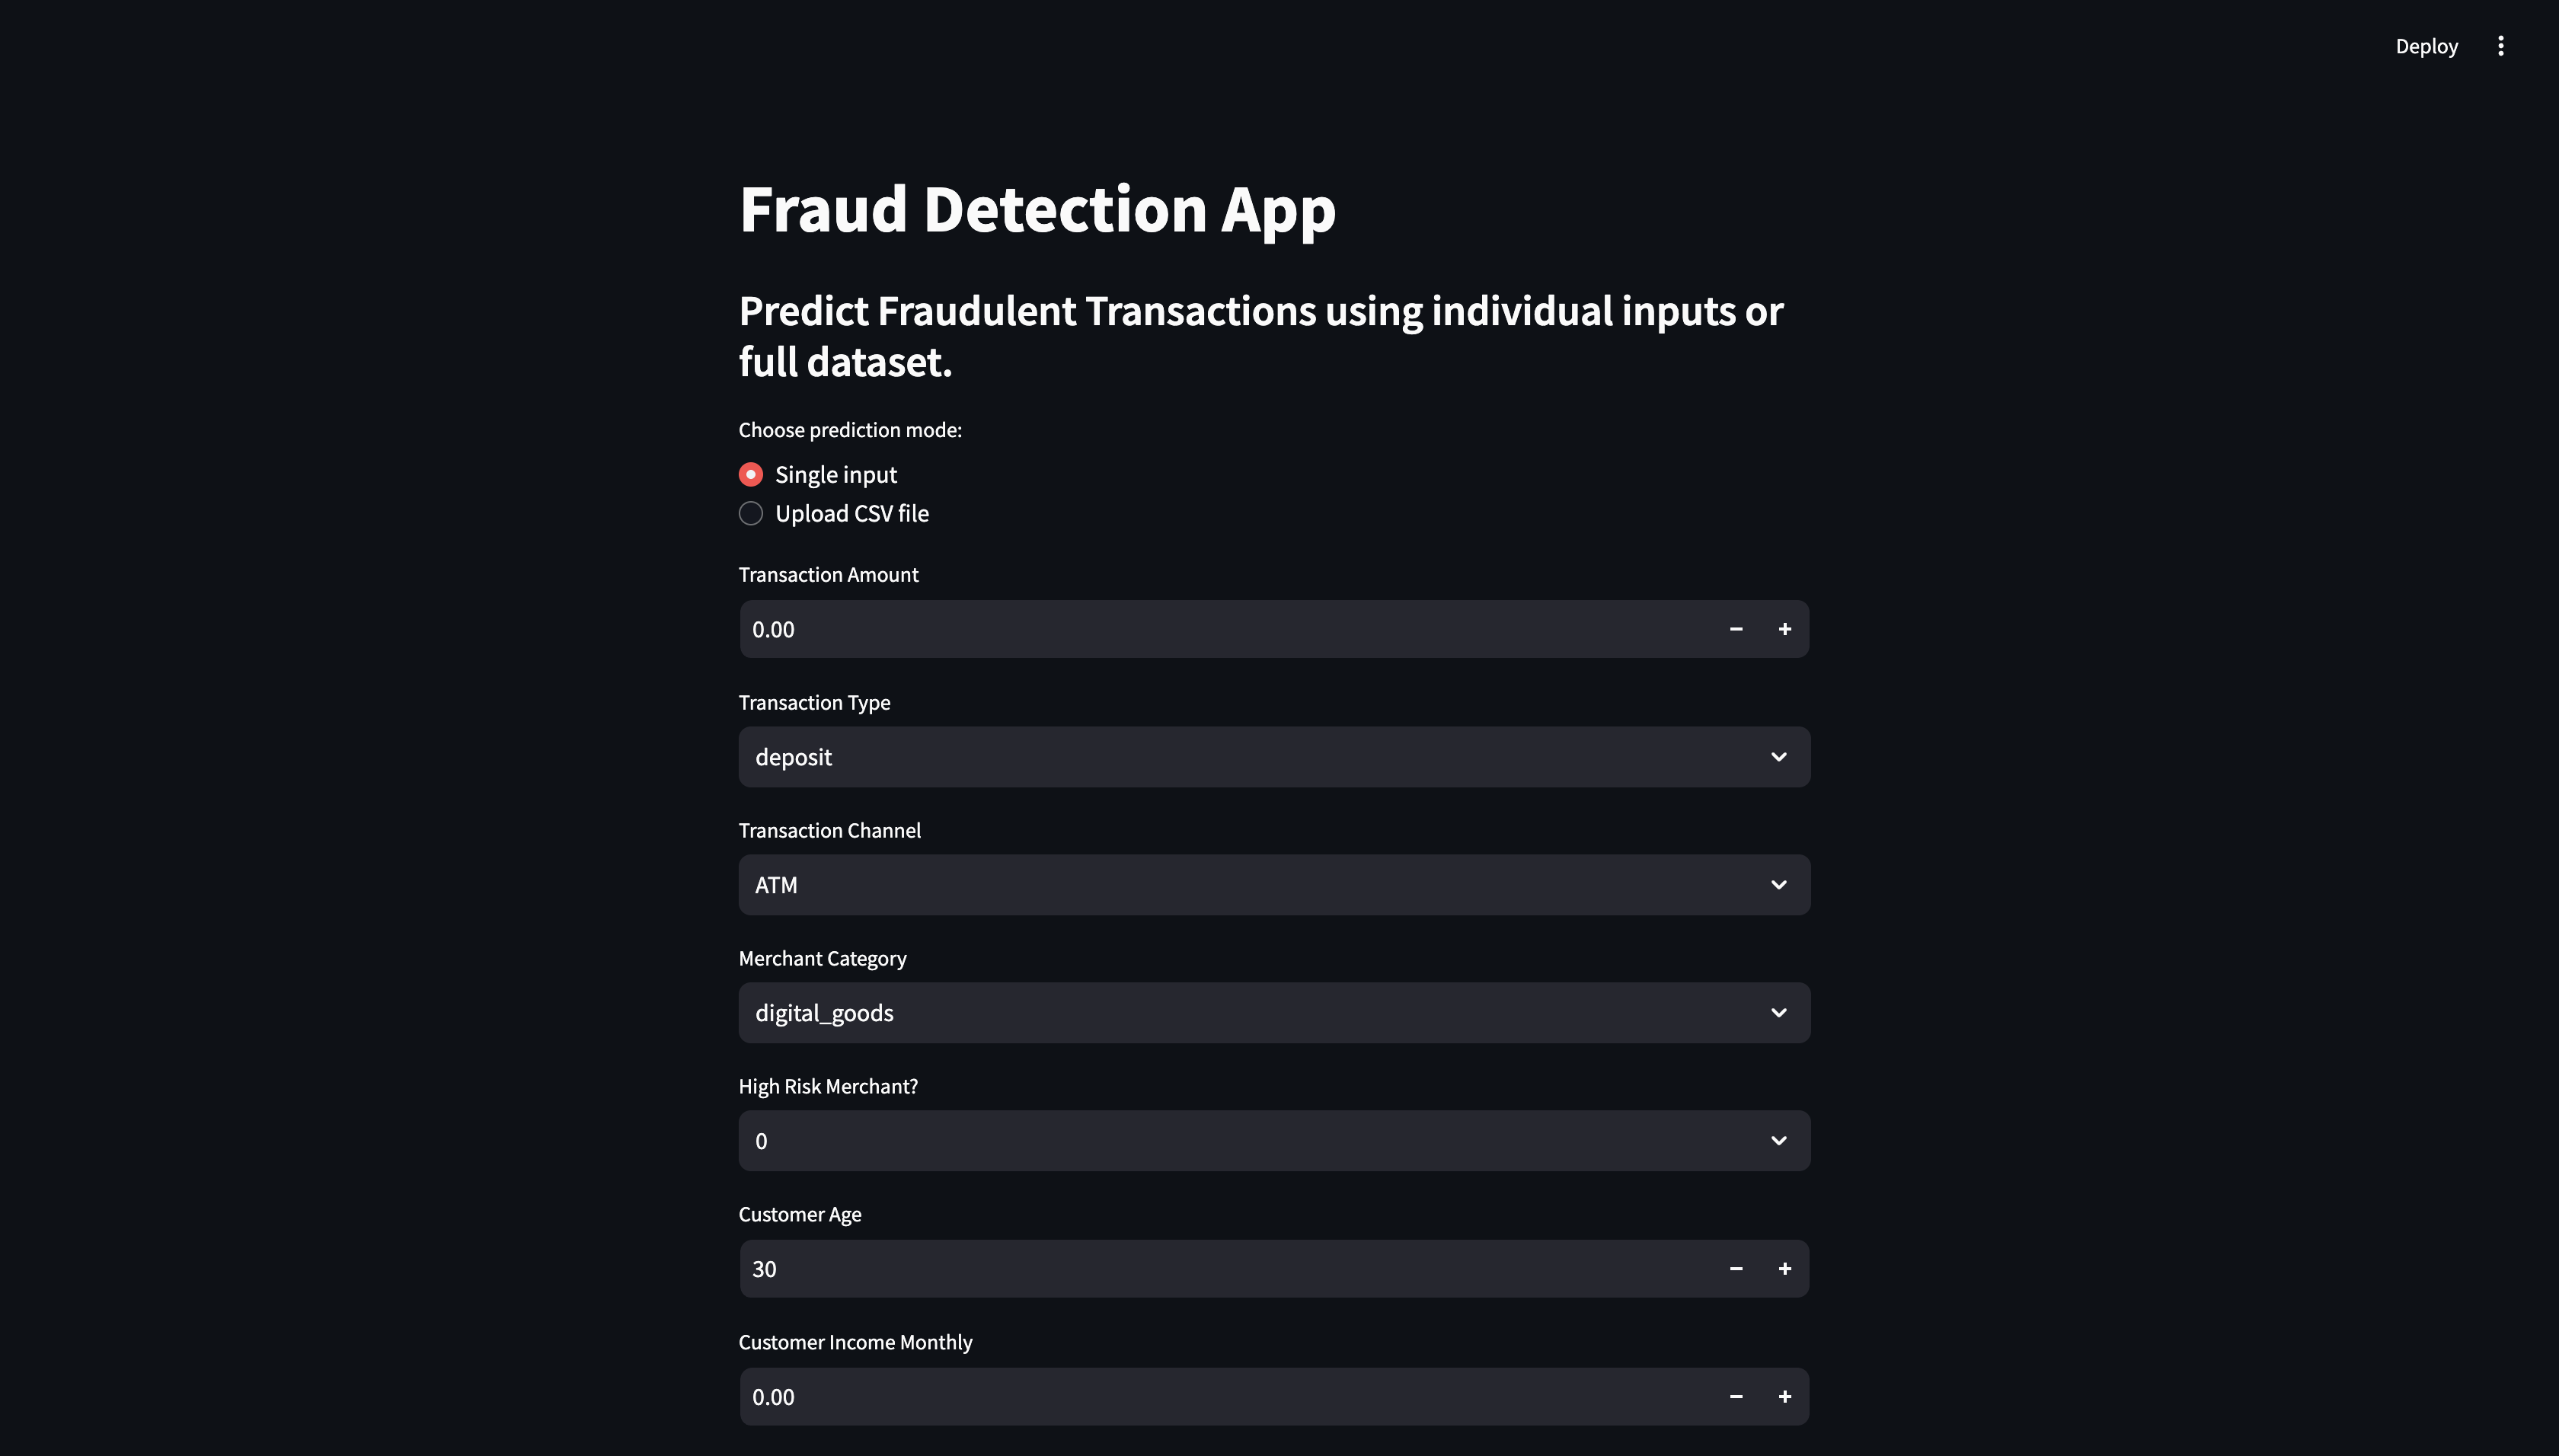 Deploy
Fraud Detection App
Predict Fraudulent Transactions using individual inputs or
full dataset.
Choose prediction mode:
Single input
Upload CSV file
Transaction Amount
0.00
Transaction Type
deposit
Transaction Channel
ATM
Merchant Category
digital_goods
High Risk Merchant?
0
Customer Age
30
Customer Income Monthly
0.00